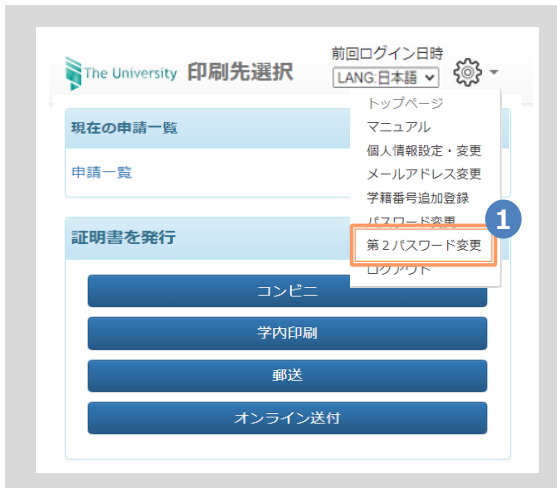 前回ログイン日時
The University 印刷先選択
LANG:日本語
トップページ
現在の申請一覧
マニュアル
個人情報設定・変更
申請一覧
メールアドレス変更
学籍番号追加登録
パスワード変更
1
証明書を発行
第２パスワード変更
ログアウト
コンビニ
学内印刷
郵送
オンライン送付